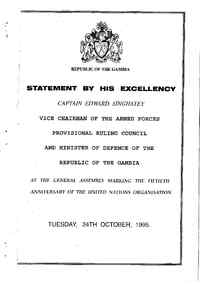 REPUBLIC OF THE GAMBIA
STATEMENT BY HIS EXCELLENCY
CAPTAIN EDWARD SINGHATEY
VICE CHAIRMAN OF THE ARMED FORCES
PROVISIONAL RULING COUNCIL
AND MINISTER OF DEFENCE OF THE
REPUBLIC OF THE GAMBIA
AT THE GENERAL ASSEMBLY MARKING THE FIFTIETH
ANNIVERSARY OF THE UNITED NATIONS ORGANISATION
TUESDAY, 24TH OCTOBER, 1995.